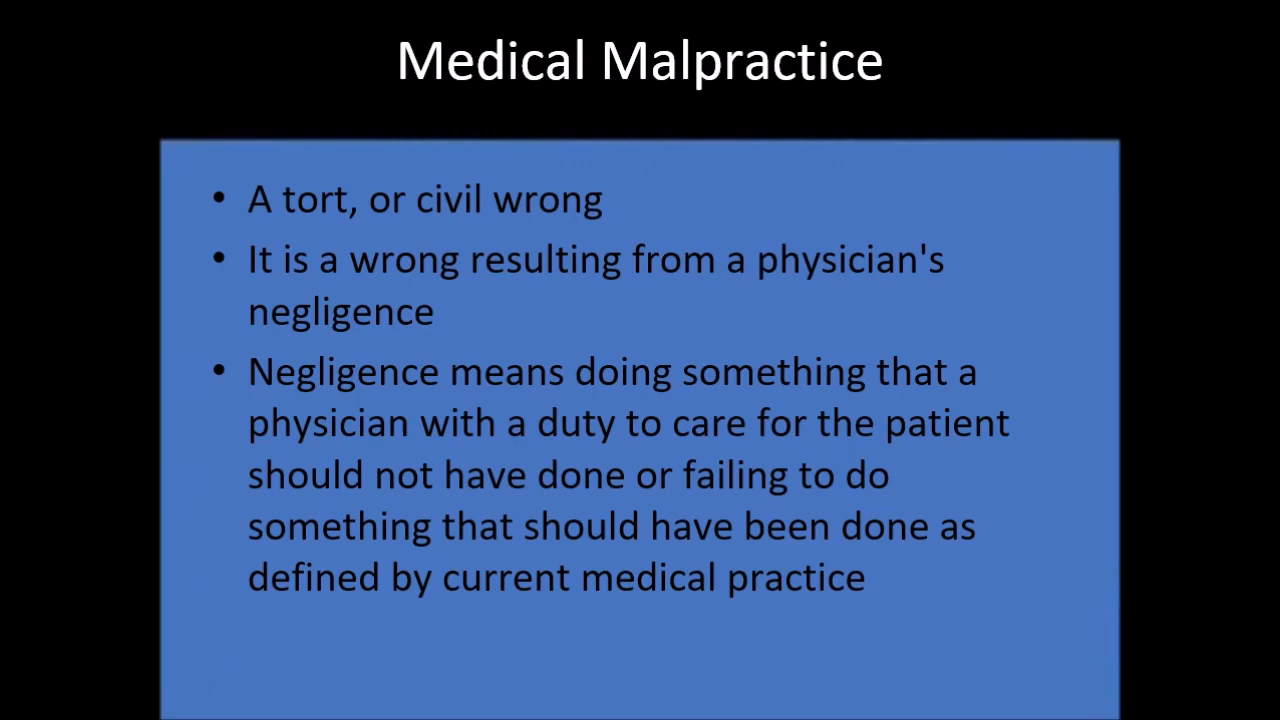 Medical Malpractice
• A tort, or civil wrong
• It is a wrong resulting from a physician's
negligence
• Negligence means doing something that a
physician with a duty to care for the patient
should not have done or failing to do
something that should have been done as
defined by current medical practice